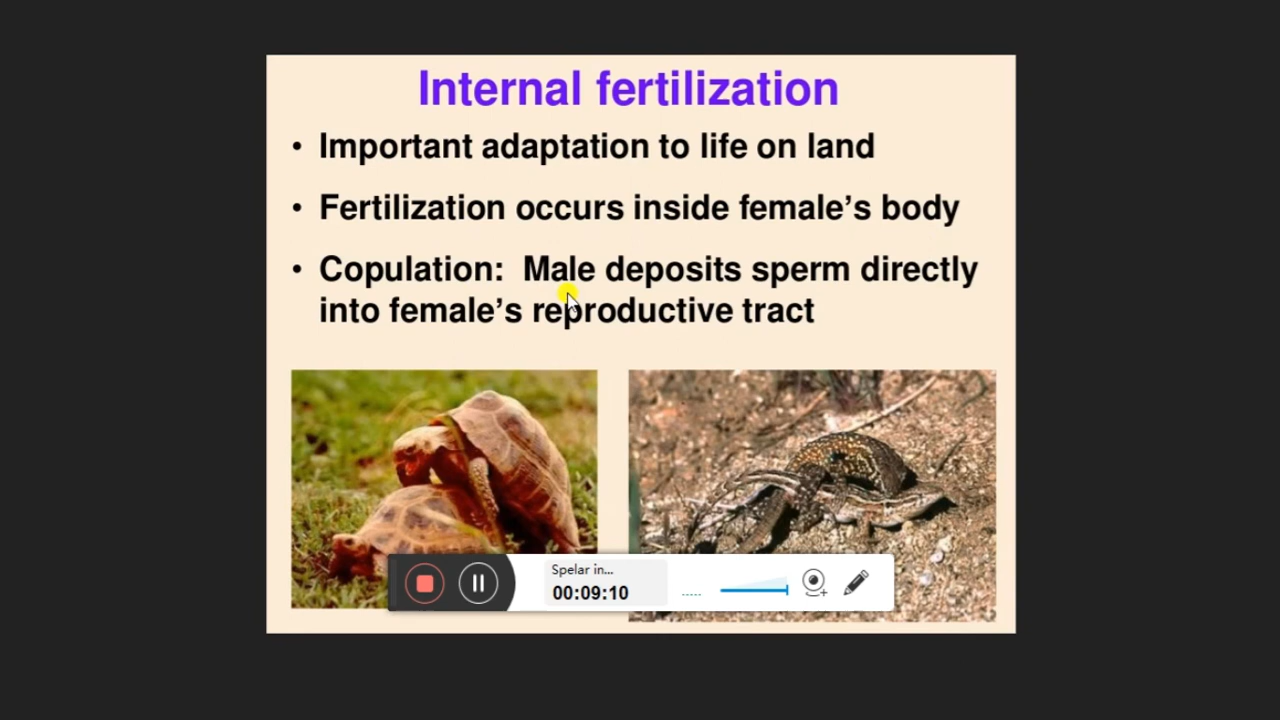 Internal fertilization
• Important adaptation to life on land
• Fertilization occurs inside female’s body
• Copulation: Male deposits sperm directly
into female’s reproductive tract
Spelar in...
00:09:10